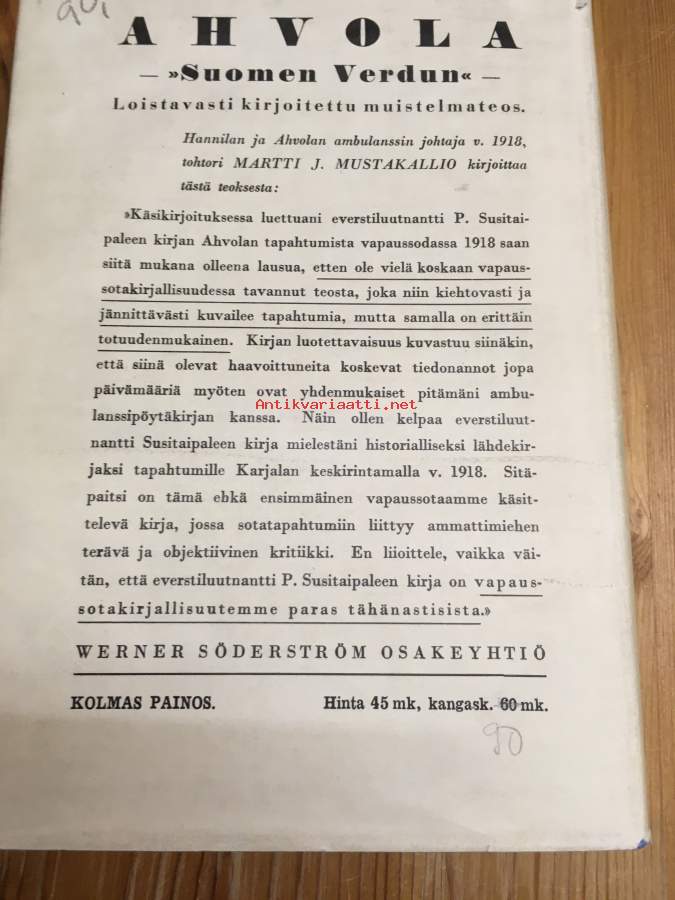 AHVOLA
— »Suomen Verdun« —
Loistavasti kirjoitettu muistelmateos.
Hannilan ja Ahvolan ambulanssin johtaja v. 1918,
tohtori MARTTI J. MUSTAKALLIO kirjoittaa
tästä teoksesta:
»Käsikirjoituksessa luettuani everstiluutnantti P. Susitai-
paleen kirjan Ahvolan tapahtumista vapaussodassa 1918 saan
siitä mukana olleena lausua, etten ole vielä koskaan vapaus-
sotakirjallisuudessa tavannut teosta, joka niin kiehtovasti ja
jännittävästi kuvailee tapahtumia, mutta samalla on erittäin
totuudenmukainen. Kirjan luotettavaisuus kuvastuu siinäkin,
että siinä olevat haavoittuneita koskevat tiedonannot jopa
päivämääriä myöten ovat yhdenmukaiset pitämäni ambu-
Antikvariaatti.net
lanssipöytäkirjan kanssa. Näin ollen kelpaa everstiluut-
nantti Susitaipaleen kirja mielestäni historialliseksi lähdekir-
jaksi tapahtumille Karjalan keskirintamalla v. 1918. Sitä-
paitsi on tämä ehkä ensimmäinen vapaussotaamme käsit-
televä kirja, jossa sotatapahtumiin liittyy ammattimiehen
terävä ja objektiivinen kritiikki. En liioittele, vaikka väi-
tän, että everstiluutnantti P. Susitaipaleen kirja on vapaus-
sotakirjallisuutemme paras tähänastisista.»
WERNER SÖDERSTRÖM OSAKEYHTIÖ
KOLMAS PAINOS. Hinta 45 mk, kangask. 60 mk.
90